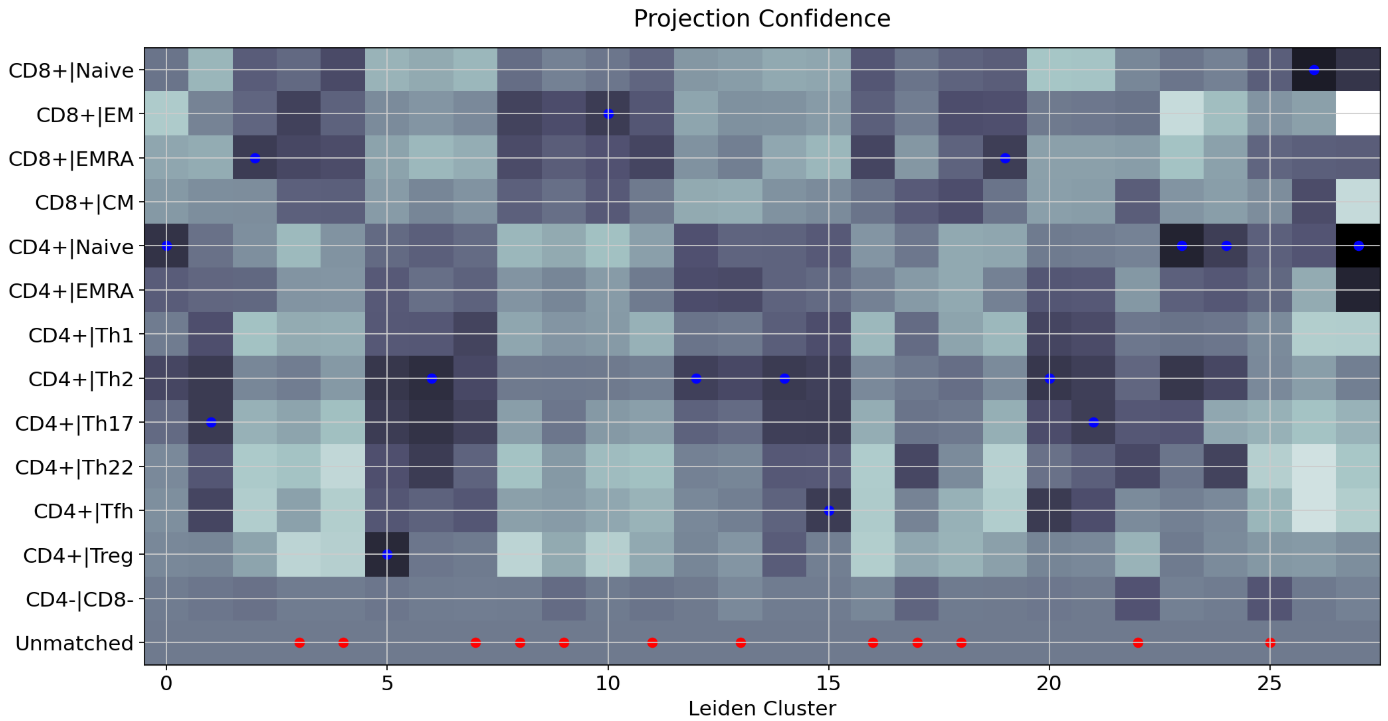 Projection Confidence
CD8+|Naive
CD8+|EM
CD8+|EMRA
CD8+|CM
CD4+|Naive
CD4+|EMRA
CD4+|Th1
CD4+|Th2
CD4+|Th17
CD4+|Th22
CD4+|Tfh
CD4+|Treg
CD4-|CD8-
Unmatched
0 5 10 15 20 25
Leiden Cluster